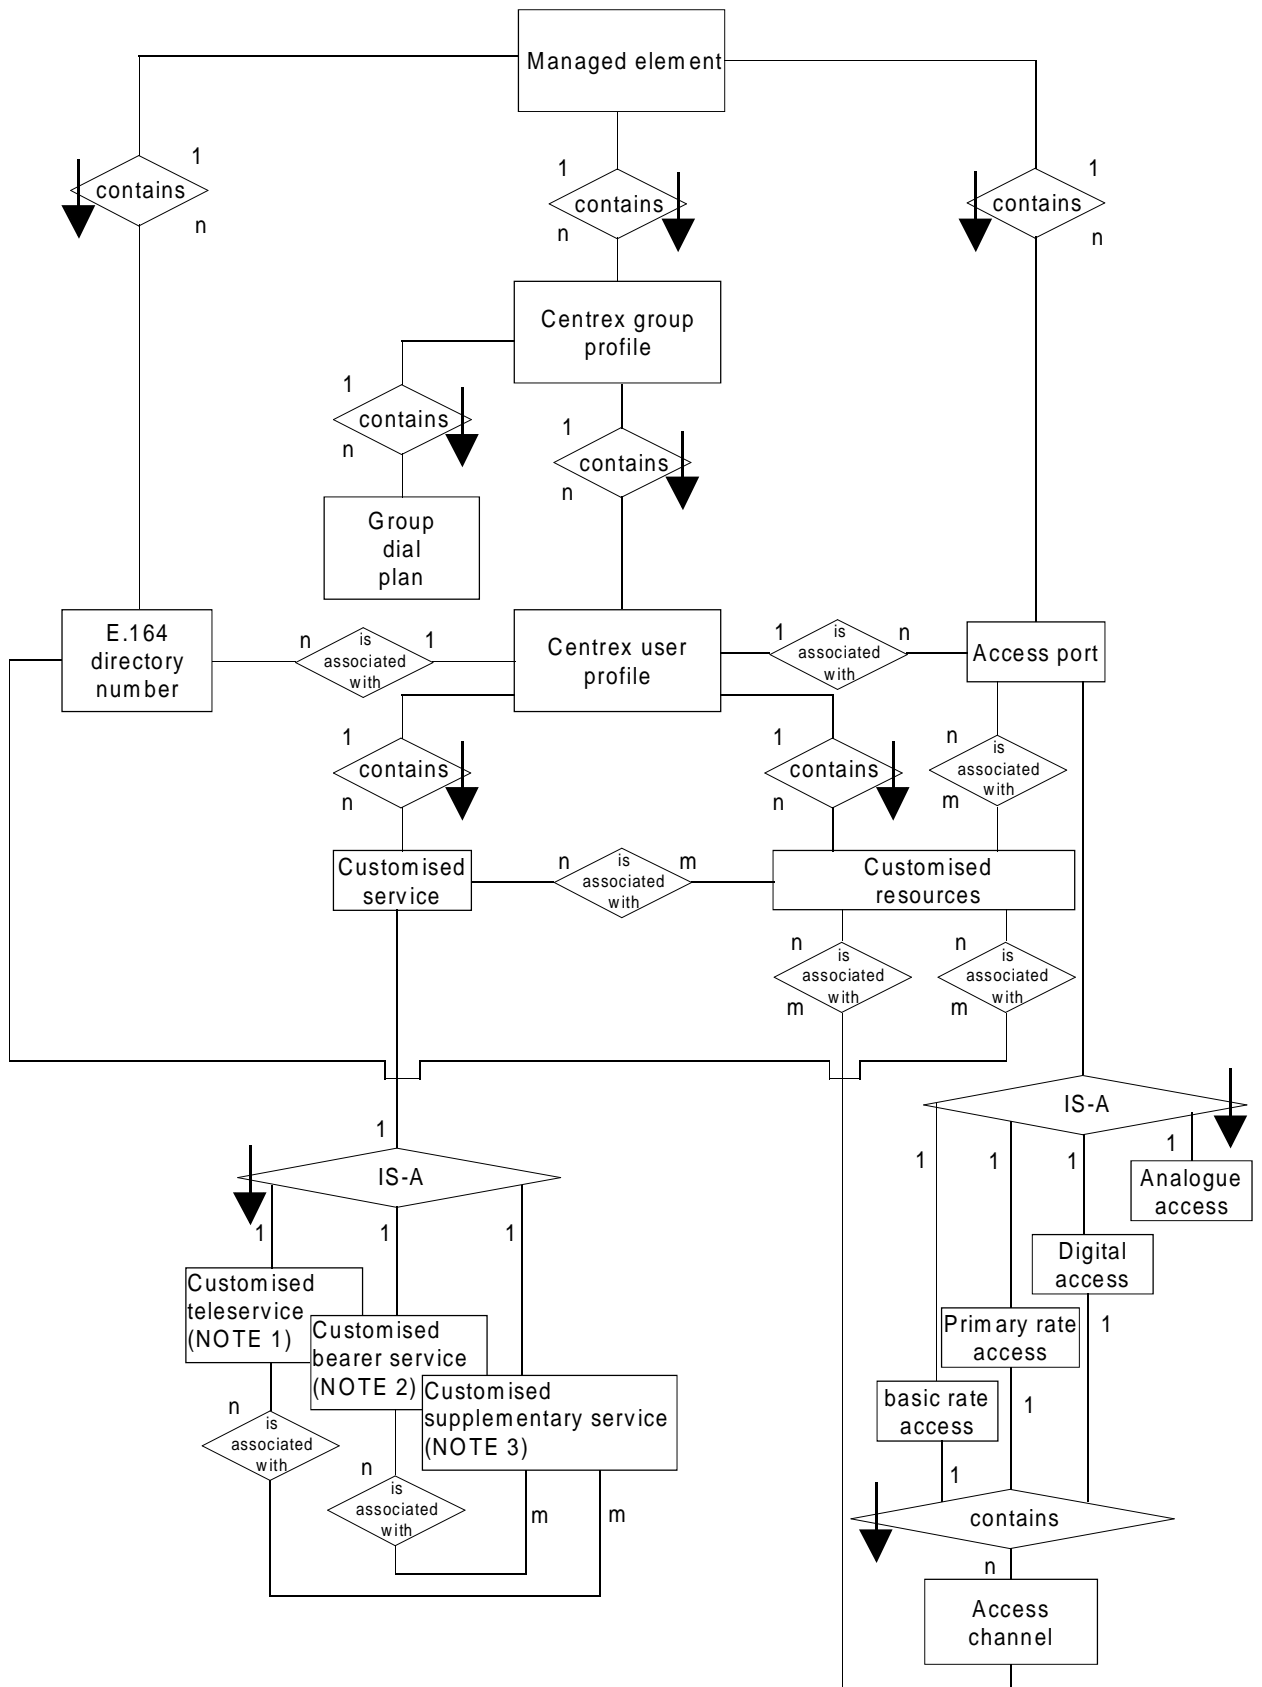 Managed element
1
contains
n
1
contains
n
1
contains
n
Centrex group
profile
1
contains
n
1
contains
n
Group
dial
plan
E.164
directory
number
n
is
associated
with
1
Centrex user
profile
1
is
associated
with
n
Access port
1
contains
n
1
contains
n
n
is
associated
with
m
Customised
service
n
is
associated
with
m
Customised
resources
n
is
associated
with
m
n
is
associated
with
m
IS-A
1
1
1
1
Analogue
access
Digital
access
1
Primary rate
access
1
basic rate
access
1
contains
n
Access
channel
1
IS-A
1
1
1
Customised
teleservice
(NOTE 1)
Customised
bearer service
(NOTE 2)
Customised
supplementary service
(NOTE 3)
n
is
associated
with
n
is
associated
with
m
m